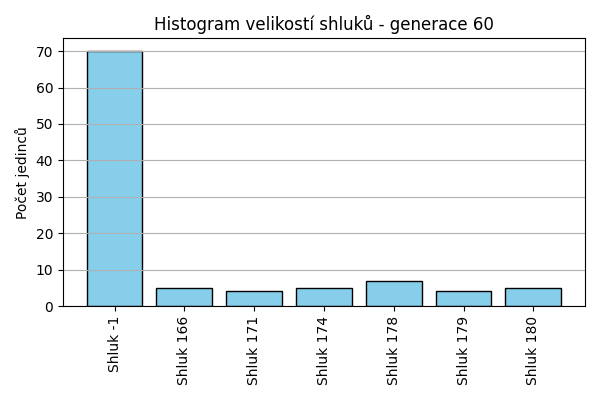 Histogram velikostí shluků - generace 60
Počet jedinců
70
60
50
40
30
20
10
0
Shluk -1
Shluk 166
Shluk 171
Shluk 174
Shluk 178
Shluk 179
Shluk 180